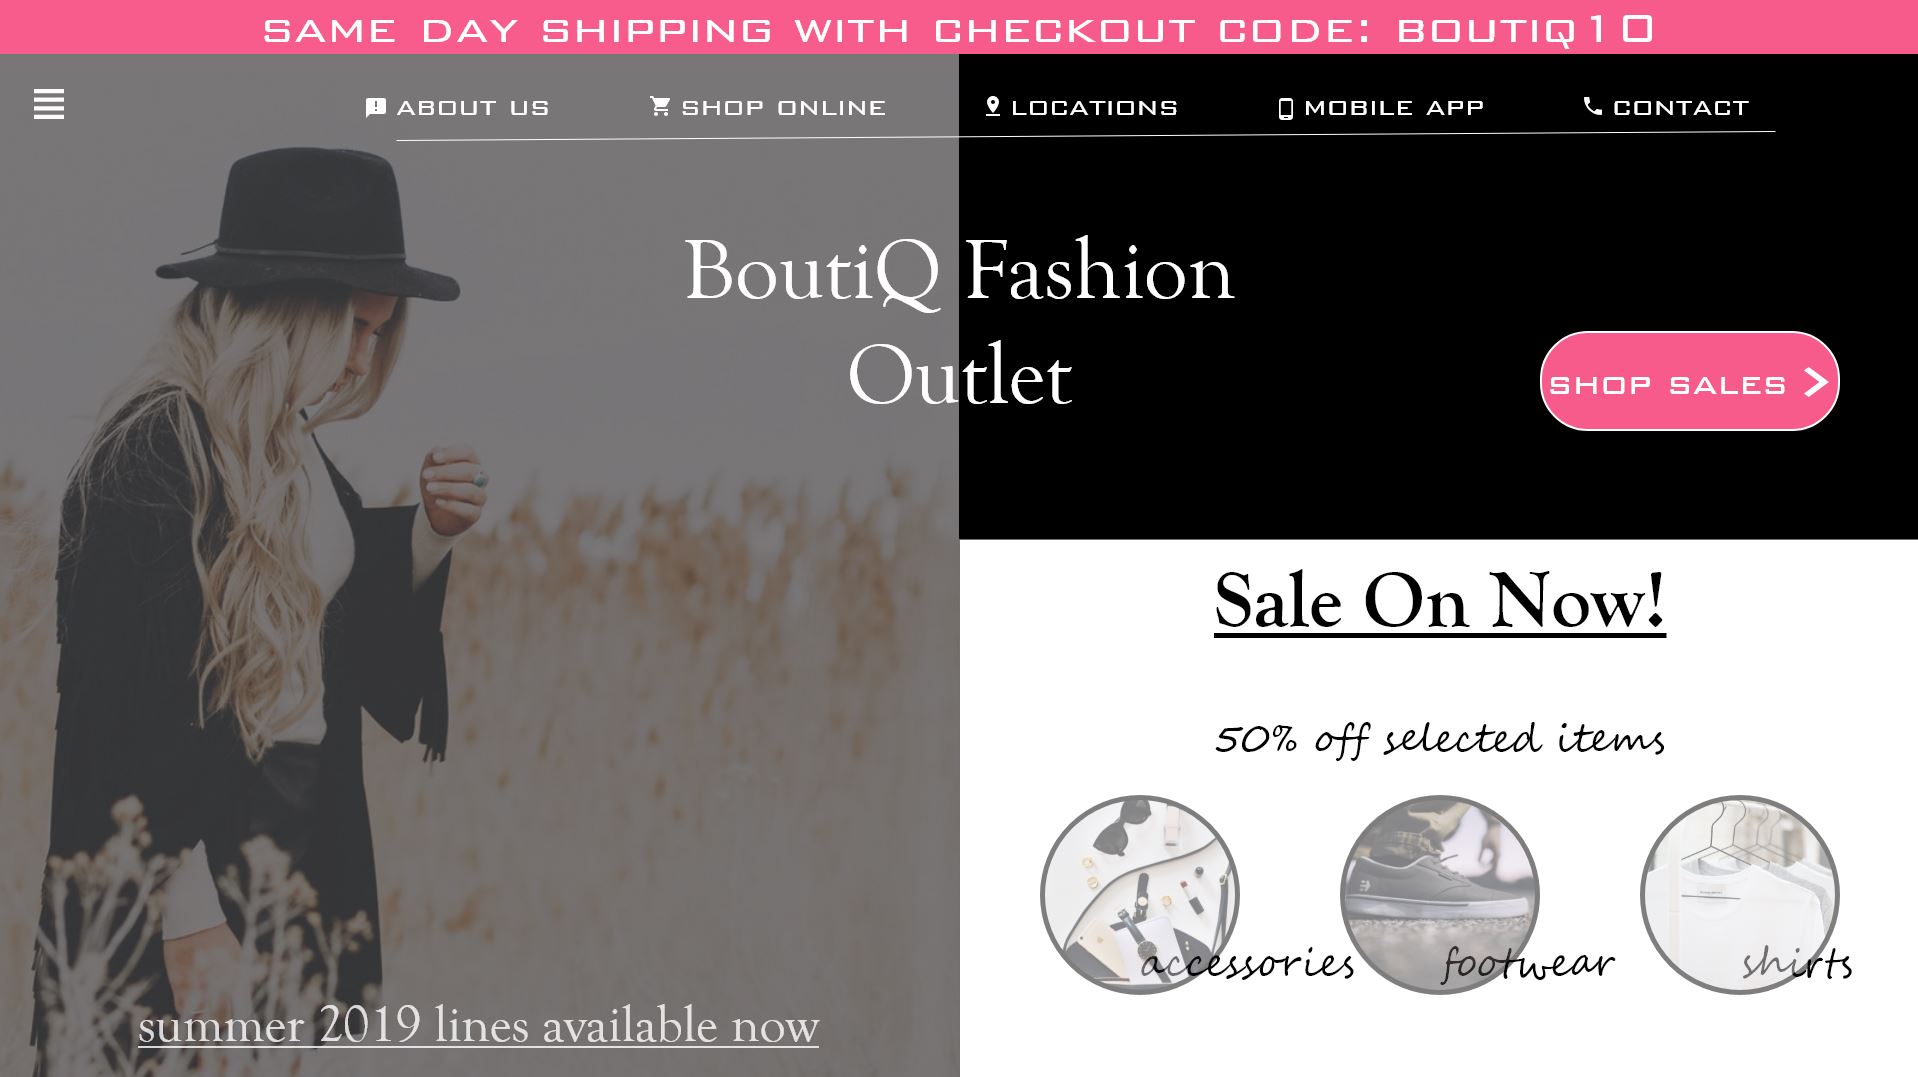 SAME DAY SHIPPING WITH CHECKOUT CODE: BOUTIQ10
ABOUT US
SHOP ONLINE
LOCATIONS
MOBILE APP
CONTACT
BoutiQ Fashion
Outlet
SHOP SALES
Sale On Now!
50% off selected items
accessories
footwear
shirts
summer 2019 lines available now